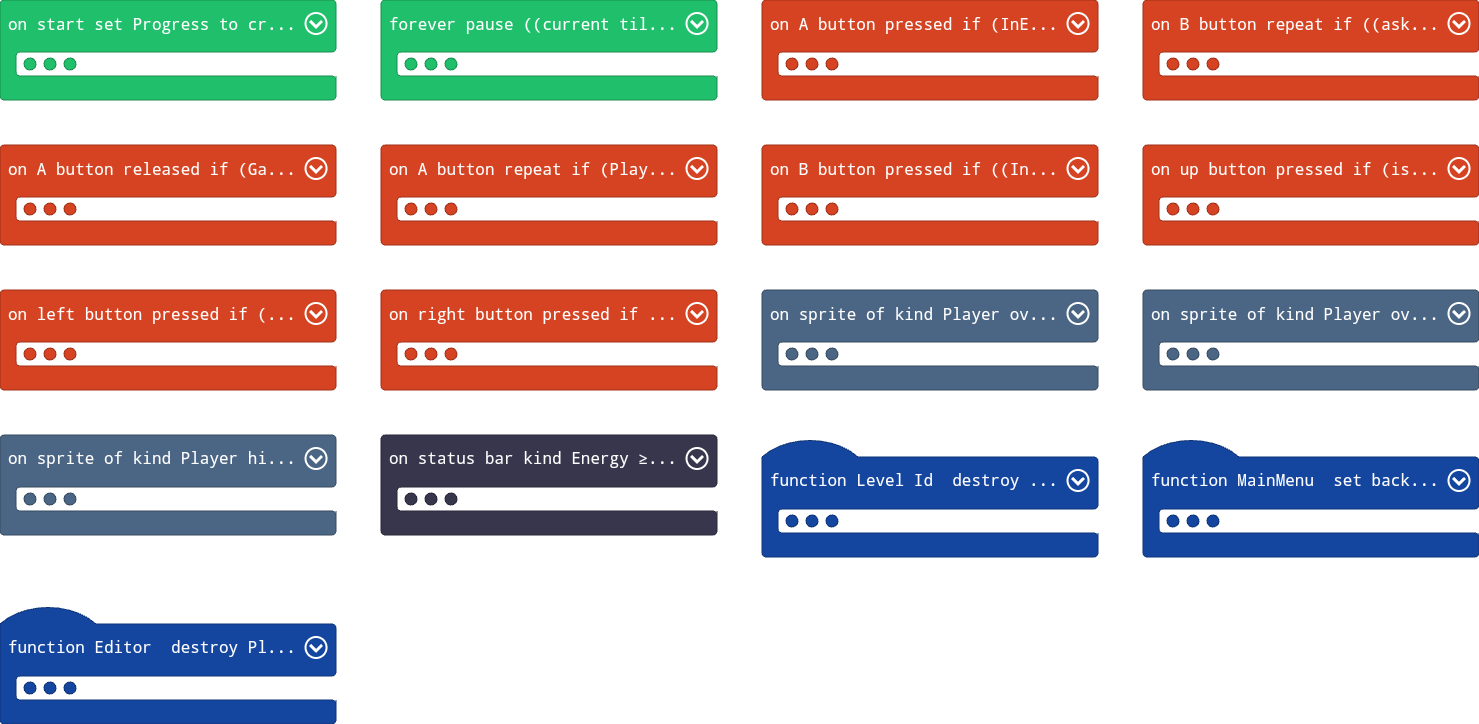 on start set Progress to cr...
forever pause ((current til...
on A button pressed if (InE...
on B button repeat if ((ask...
on A button released if (Ga...
on A button repeat if (Play...
on B button pressed if ((In...
on up button pressed if (is...
on left button pressed if (...
on right button pressed if ...
on sprite of kind Player ov...
on sprite of kind Player ov...
on sprite of kind Player hi...
on status bar kind Energy ≥...
function Level Id  destroy ...
function MainMenu  set back...
function Editor  destroy Pl...